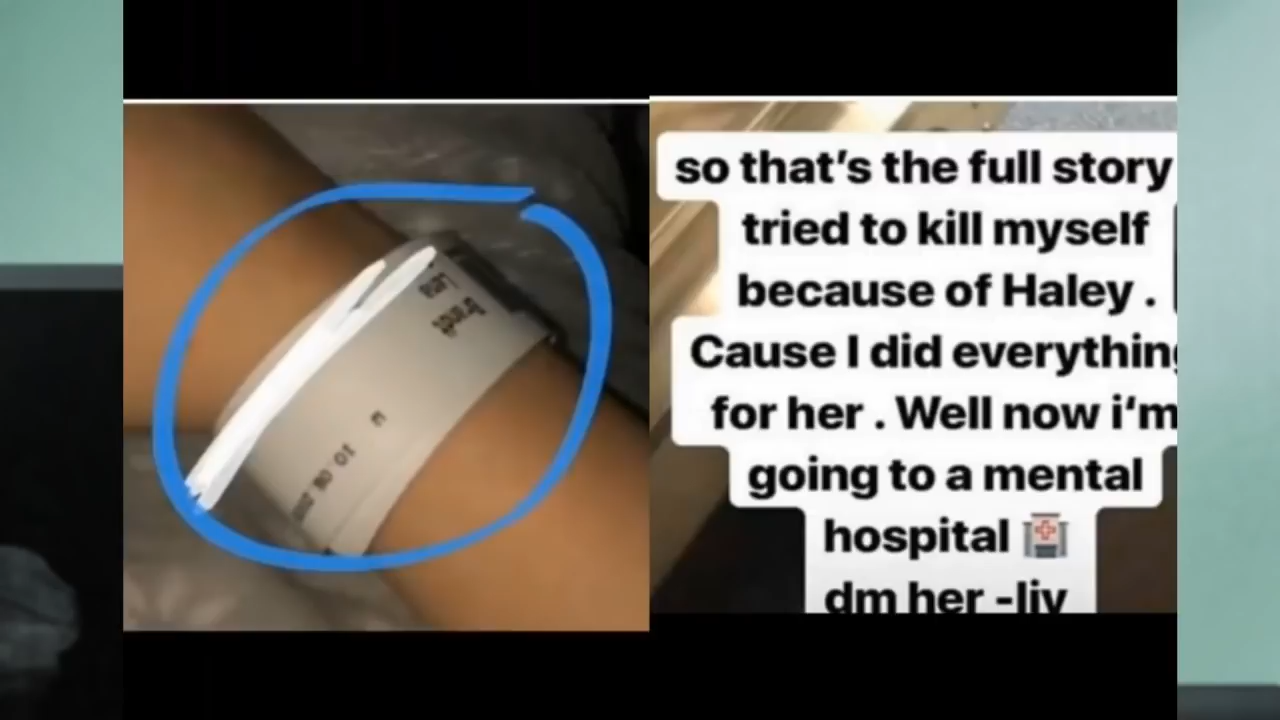 so that's the full story
tried to kill myself
because of Haley .
Cause I did everything
for her . Well now i'm
going to a mental
hospital 🏥
dm her -liv